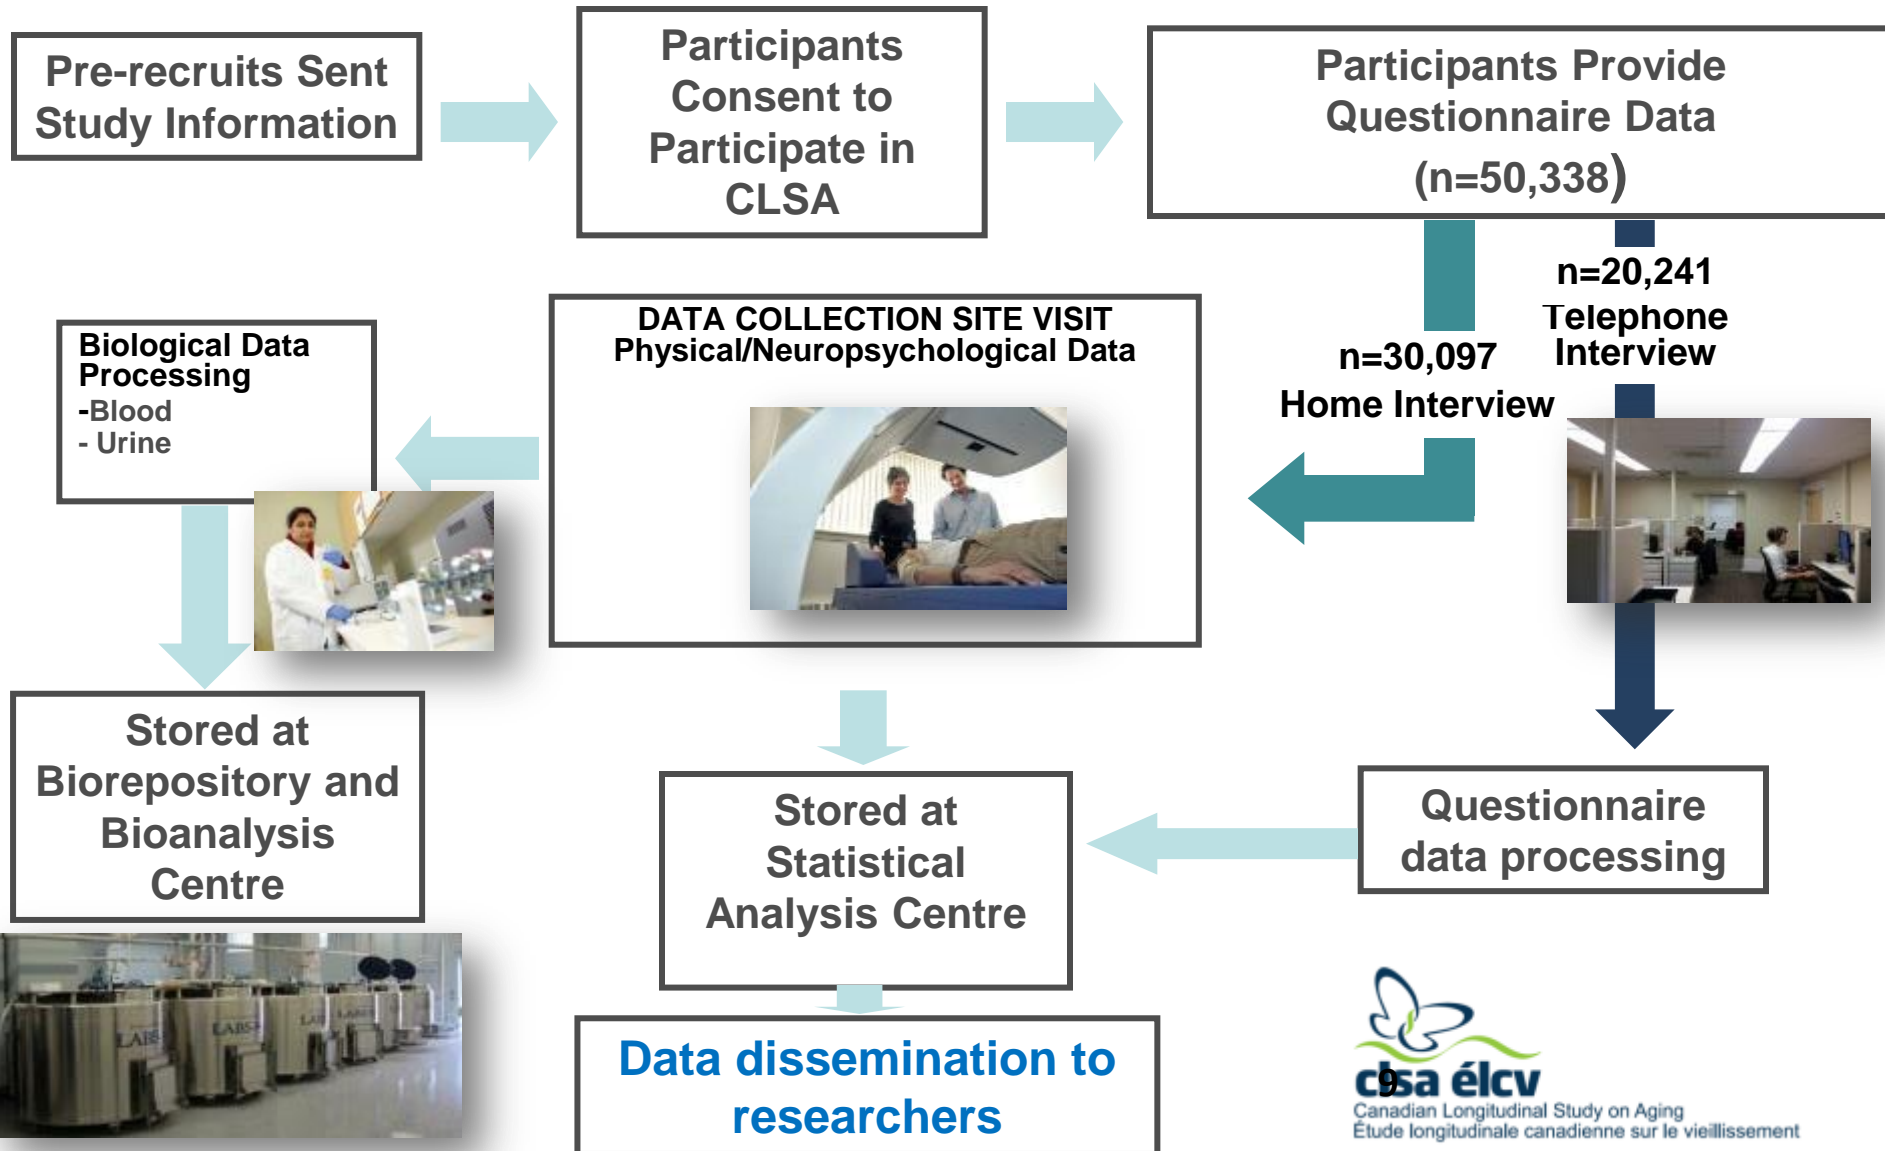 Pre-recruits Sent
Study Information
Participants
Consent to
Participate in
CLSA
Participants Provide
Questionnaire Data
(n=50,338)
n=20,241
Telephone
Interview
n=30,097
Home Interview
DATA COLLECTION SITE VISIT
Physical/Neuropsychological Data
Biological Data
Processing
-Blood
- Urine
Stored at
Biorepository and
Bioanalysis
Centre
Stored at
Statistical
Analysis Centre
Questionnaire
data processing
Data dissemination to
researchers
9
clsa élcv
Canadian Longitudinal Study on Aging
Étude longitudinale canadienne sur le vieillissement